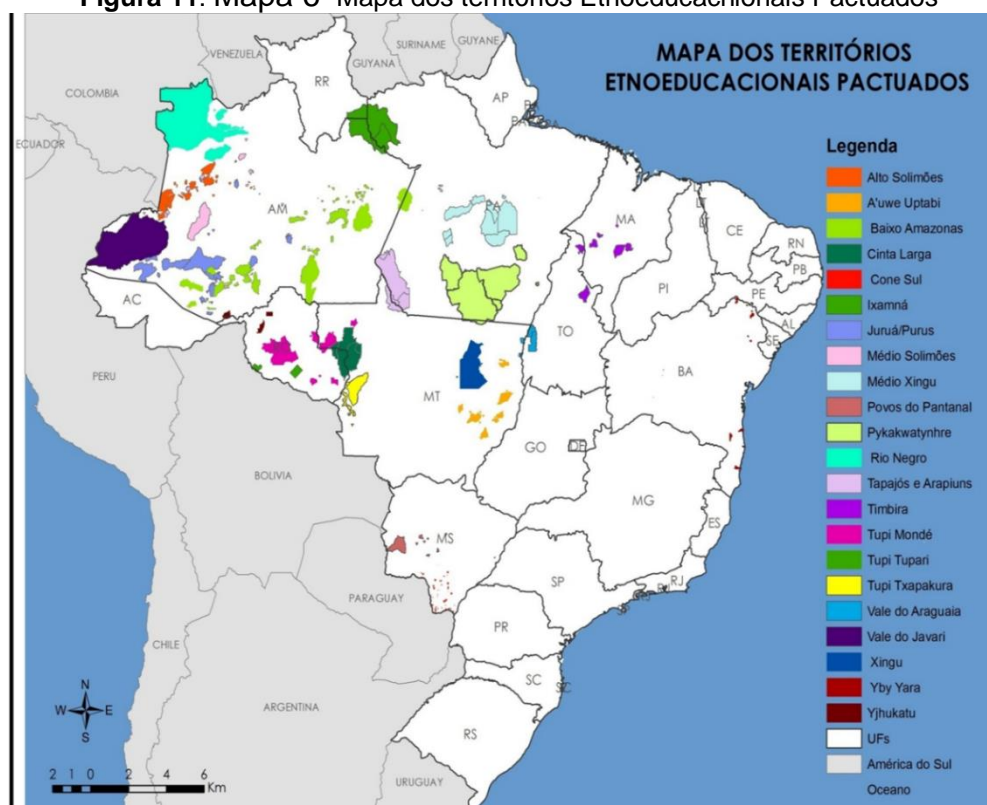 Figura 11. Mapa 6- Mapa dos territórios Etnoeducacnionais Pactuados
MAPA DOS TERRITÓRIOS
ETNOEDUCACIONAIS PACTUADOS
VENEZUELA
SURINAME
GUYANE
GUYANA
COLOMBIA
ECUADOR
PERU
BOLIVIA
PARAGUAY
CHILE
ARGENTINA
URUGUAY
RR
AP
AM
PA
MA
CE
RN
PB
PE
AL
SE
PI
AC
TO
BA
MT
GO
DF
MG
ES
MS
SP
RJ
PR
SC
SC
RS
Legenda
Alto Solimões
A'uwe Uptabi
Baixo Amazonas
Cinta Larga
Cone Sul
Ixamná
Juruá/Purus
Médio Solimões
Médio Xingu
Povos do Pantanal
Pykakwatynhre
Rio Negro
Tapajós e Arapiuns
Timbira
Tupi Mondé
Tupi Tupari
Tupi Txapakura
Vale do Araguaia
Vale do Javari
Xingu
Yby Yara
Yjhukatu
UFs
América do Sul
Oceano
N
W E
S
2 1 0 2 4 6
Km